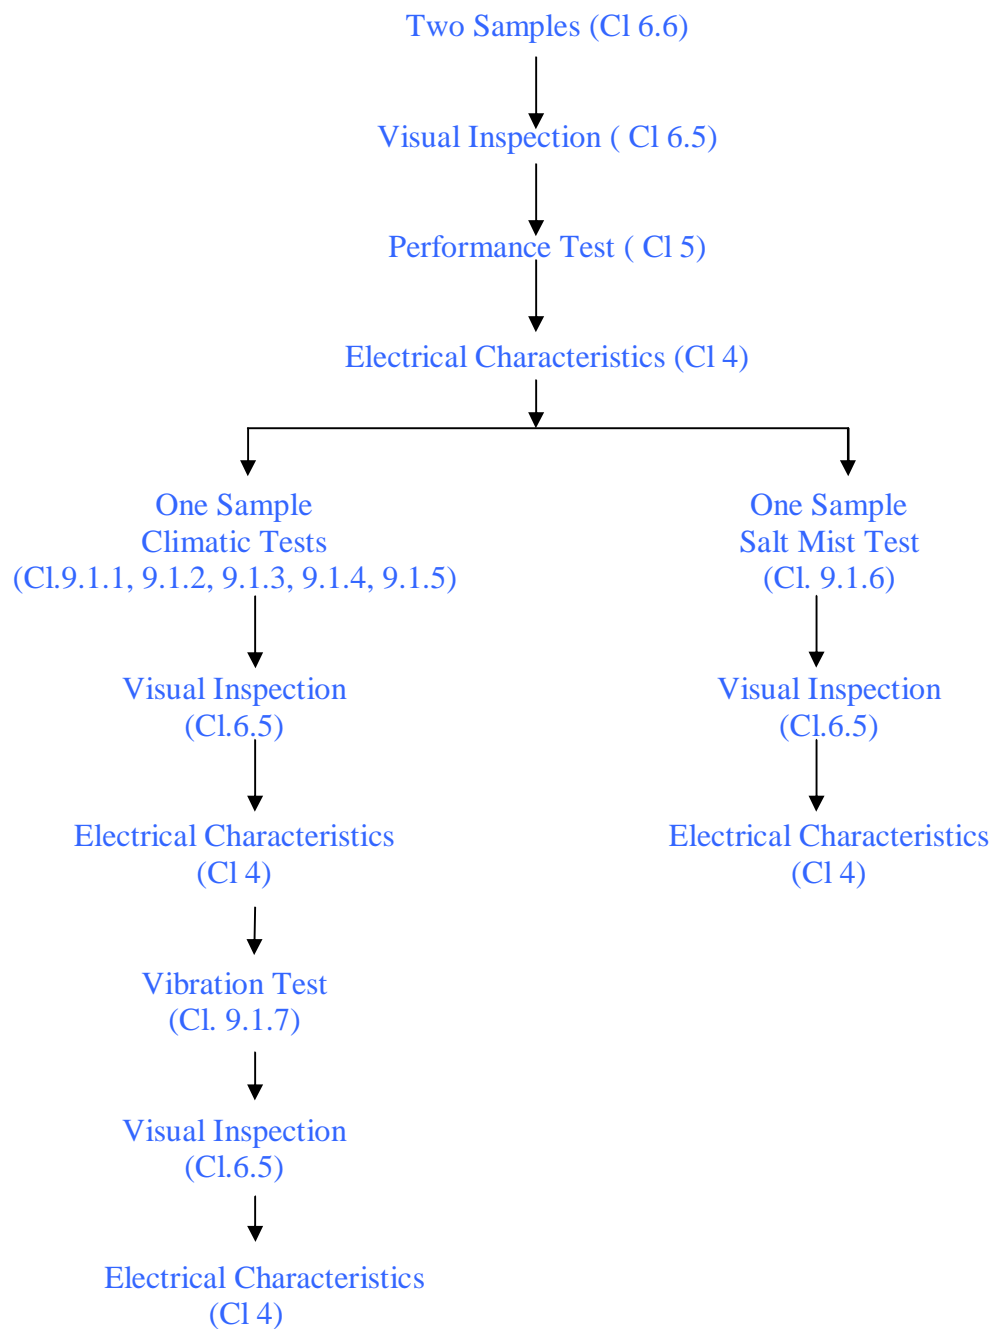 Two Samples (Cl 6.6)
Visual Inspection ( Cl 6.5)
Performance Test ( Cl 5)
Electrical Characteristics (Cl 4)
One Sample
Climatic Tests
(Cl.9.1.1, 9.1.2, 9.1.3, 9.1.4, 9.1.5)
Visual Inspection
(Cl.6.5)
Electrical Characteristics
(Cl 4)
Vibration Test
(Cl. 9.1.7)
Visual Inspection
(Cl.6.5)
Electrical Characteristics
(Cl 4)
One Sample
Salt Mist Test
(Cl. 9.1.6)
Visual Inspection
(Cl.6.5)
Electrical Characteristics
(Cl 4)